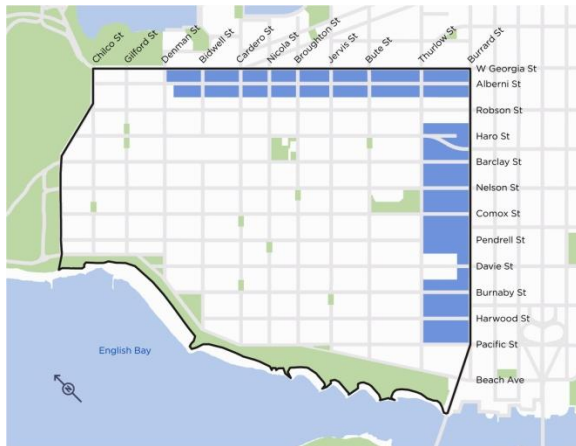 Chilco St
Gilford St
Denman St
Bidwell St
Cardero St
Nicola St
Broughton St
Jervis St
Bute St
Thurlow St
Burrard St
W Georgia St
Alberni St
Robson St
Haro St
Barclay St
Nelson St
Comox St
Pendrell St
Davie St
Burnaby St
Harwood St
Pacific St
English Bay
Beach Ave
N